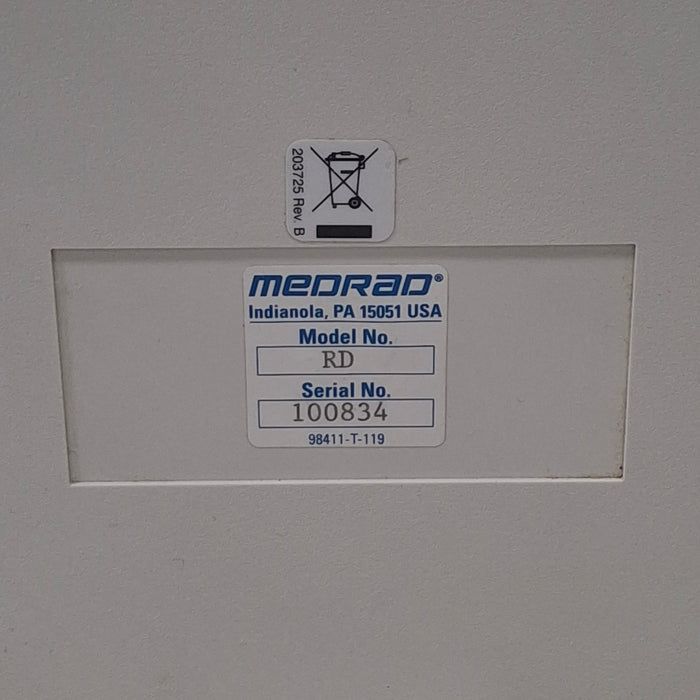 203725 Rev. B
MEDRAD®
Indianola, PA 15051 USA
Model No.
RD
Serial No.
100834
98411-T-119